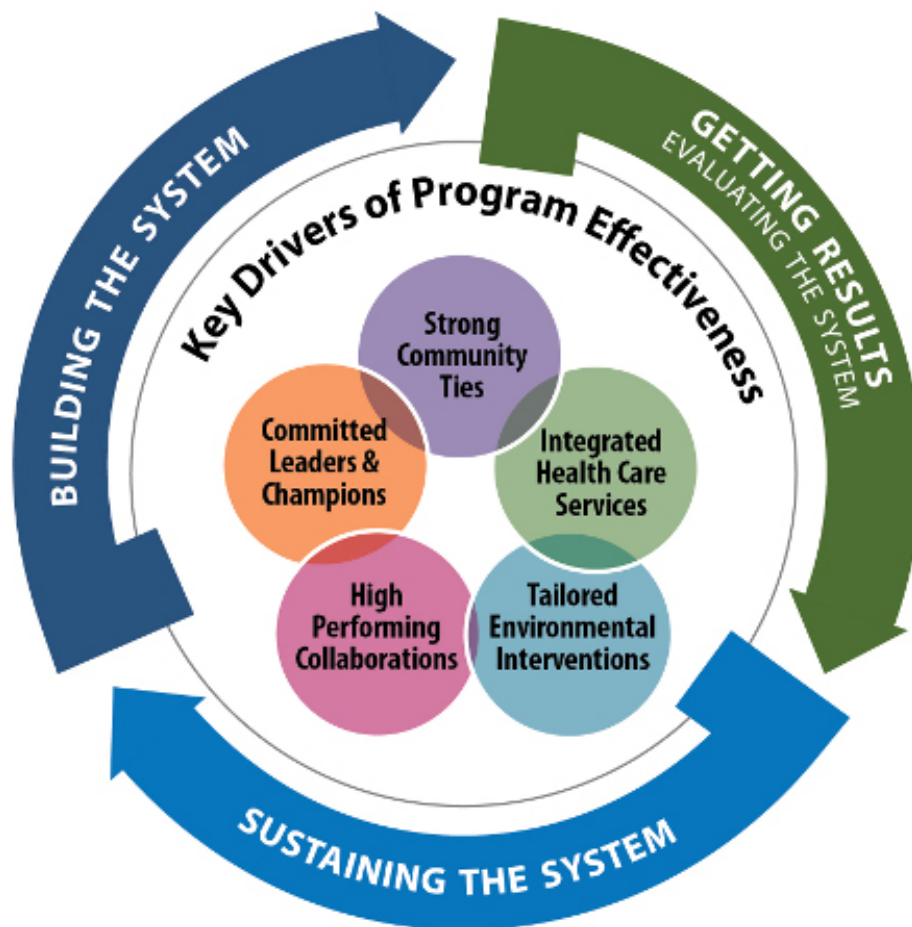 BUILDING THE SYSTEM
GETTING RESULTS
EVALUATING THE SYSTEM
SUSTAINING THE SYSTEM
Key Drivers of Program Effectiveness
Strong
Community
Ties
Committed
Leaders &
Champions
Integrated
Health Care
Services
High
Performing
Collaborations
Tailored
Environmental
Interventions